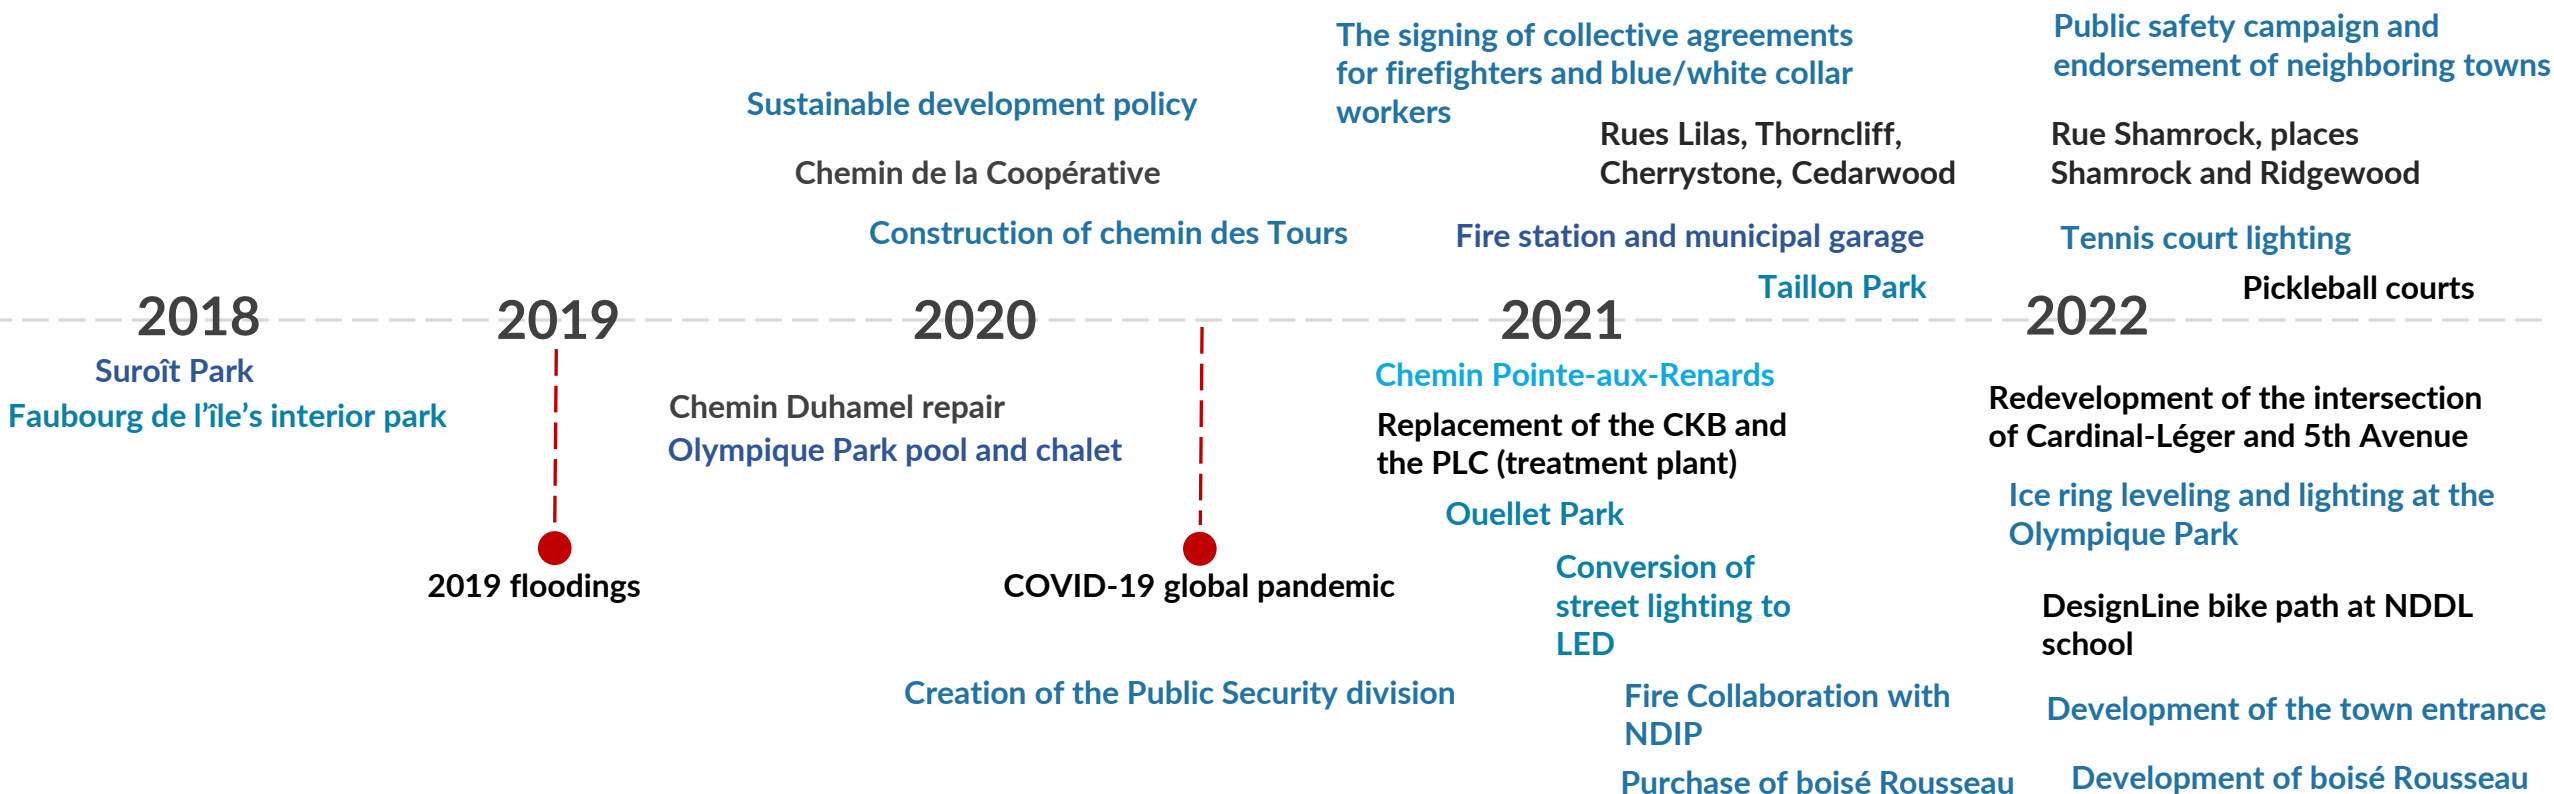 The signing of collective agreements
for firefighters and blue/white collar
workers
Public safety campaign and
endorsement of neighboring towns
Sustainable development policy
Rues Lilas, Thorncliff,
Cherrystone, Cedarwood
Rue Shamrock, places
Shamrock and Ridgewood
Chemin de la Coopérative
Construction of chemin des Tours
Fire station and municipal garage
Tennis court lighting
Taillon Park
Pickleball courts
2018
2019
2020
2021
2022
Suroît Park
Faubourg de l’île’s interior park
Chemin Duhamel repair
Olympique Park pool and chalet
Chemin Pointe-aux-Renards
Replacement of the CKB and
the PLC (treatment plant)
Ouellet Park
Redevelopment of the intersection
of Cardinal-Léger and 5th Avenue
Ice ring leveling and lighting at the
Olympique Park
2019 floodings
COVID-19 global pandemic
Conversion of
street lighting to
LED
DesignLine bike path at NDDL
school
Creation of the Public Security division
Fire Collaboration with
NDIP
Development of the town entrance
Purchase of boisé Rousseau
Development of boisé Rousseau